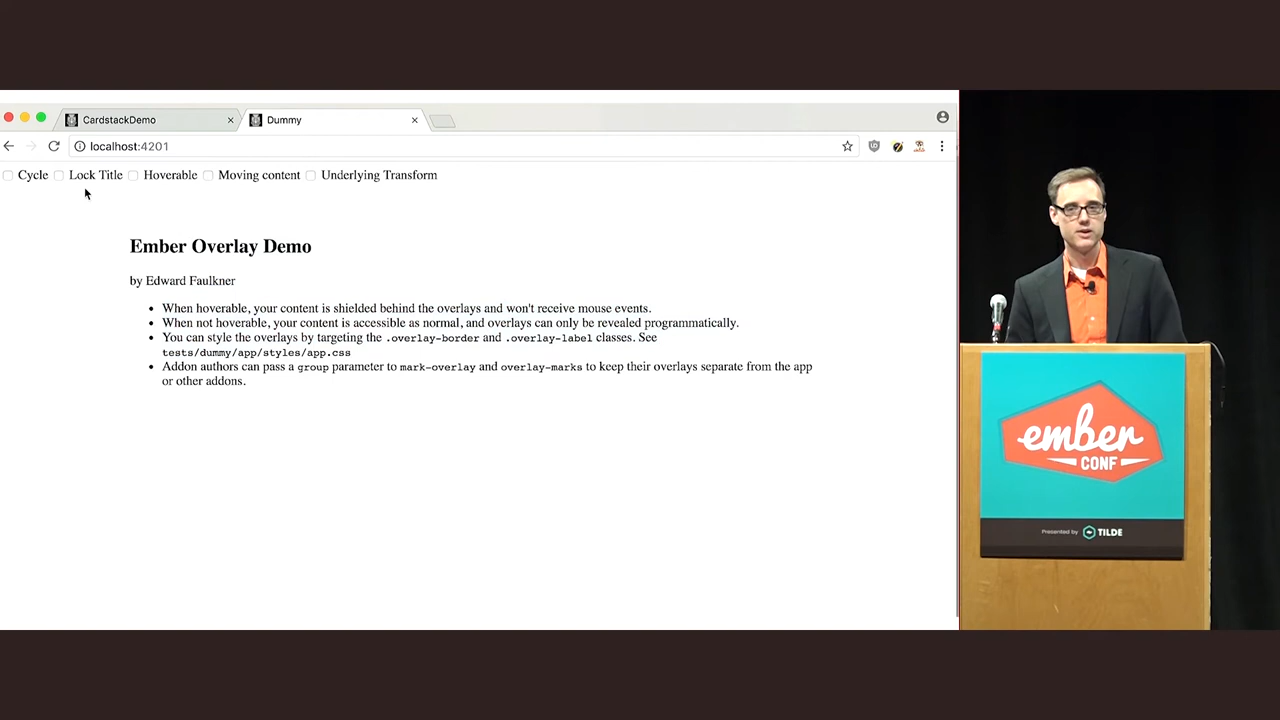 CardstackDemo
Dummy
localhost:4201
Cycle Lock Title Hoverable Moving content Underlying Transform
Ember Overlay Demo
by Edward Faulkner
When hoverable, your content is shielded behind the overlays and won't receive mouse events.
When not hoverable, your content is accessible as normal, and overlays can only be revealed programmatically.
You can style the overlays by targeting the .overlay-border and .overlay-label classes. See
tests/dummy/app/styles/app.css
Addon authors can pass a group parameter to mark-overlay and overlay-marks to keep their overlays separate from the app
or other addons.
ember
CONF
Presented by TILDE